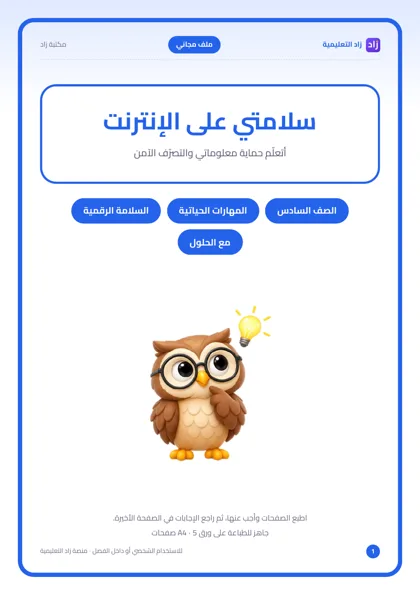 زاد زاد التعليمية
ملف مجاني
مكتبة زاد
سلامتي على الإنترنت
أتعلّم حماية معلوماتي والتصرّف الآمن
الصف السادس
المهارات الحياتية
السلامة الرقمية
مع الحلول
اطبع الصفحات وأجب عنها، ثم راجع الإجابات في الصفحة الأخيرة.
جاهز للطباعة على ورق A4 · 5 صفحات
1
للاستخدام الشخصي أو داخل الفصل · منصة زاد التعليمية